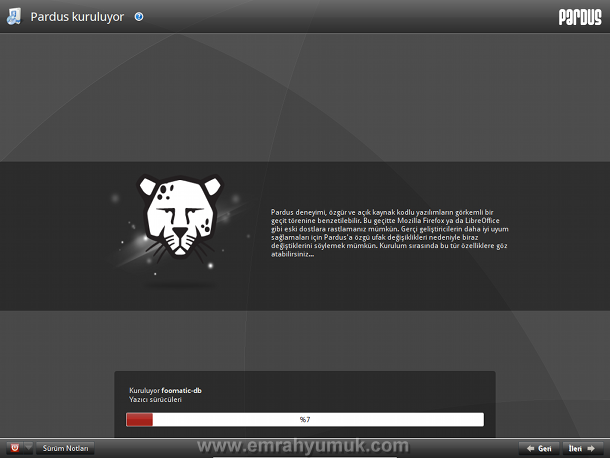 Pardus kuruluyor
PARDUS
Pardus deneyimi, özgür ve açık kaynak kodlu yazılımların görkemli bir
geçit törenine benzetilebilir. Bu geçitte Mozilla Firefox ya da LibreOffice
gibi eski dostlara rastlamanız mümkün. Gerçi geliştiricilerin daha iyi uyum
sağlamaları için Pardus'a özgü ufak değişiklikleri nedeniyle biraz
değiştiklerini söylemek mümkün. Kurulum sırasında bu tür özelliklere göz
atabilirsiniz...
Kuruluyor foomatic-db
Yazıcı sürücüleri
%7
Sürüm Notları
www.emrahyumuk.com
Geri
İleri